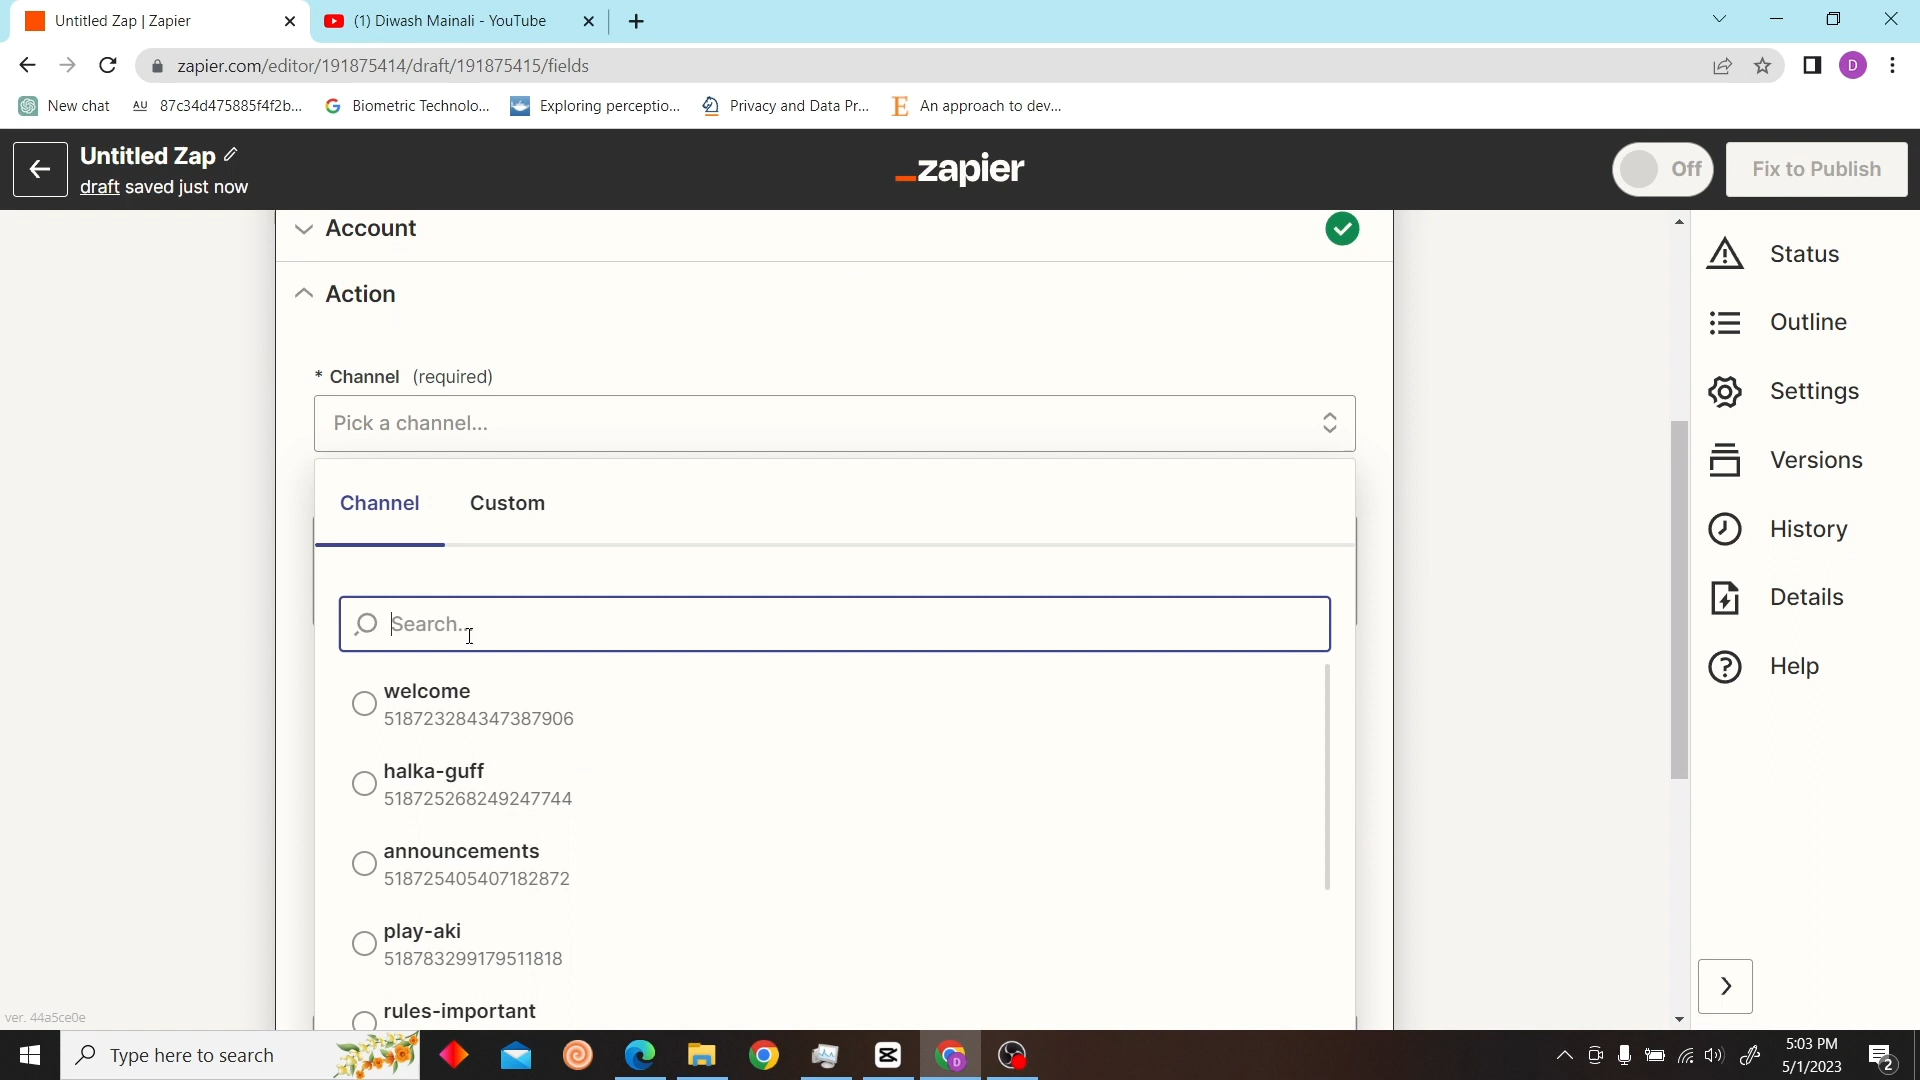 Untitled Zap | Zapier
(1) Diwash Mainali - YouTube
zapier.com/editor/191875414/draft/191875415/fields
D
New chat
AU 87c34d475885f4f2b...
Biometric Technolo...
Exploring perceptio...
Privacy and Data Pr...
E An approach to dev...
Untitled Zap
draft saved just now
_zapier
Off
Fix to Publish
Account
Action
* Channel (required)
Pick a channel...
Channel
Custom
Search...
welcome
518723284347387906
halka-guff
518725268249247744
announcements
518725405407182872
play-aki
518783299179511818
rules-important
Status
Outline
Settings
Versions
History
Details
Help
ver. 44a5ce0e
Type here to search
D
5:03 PM
5/1/2023
2